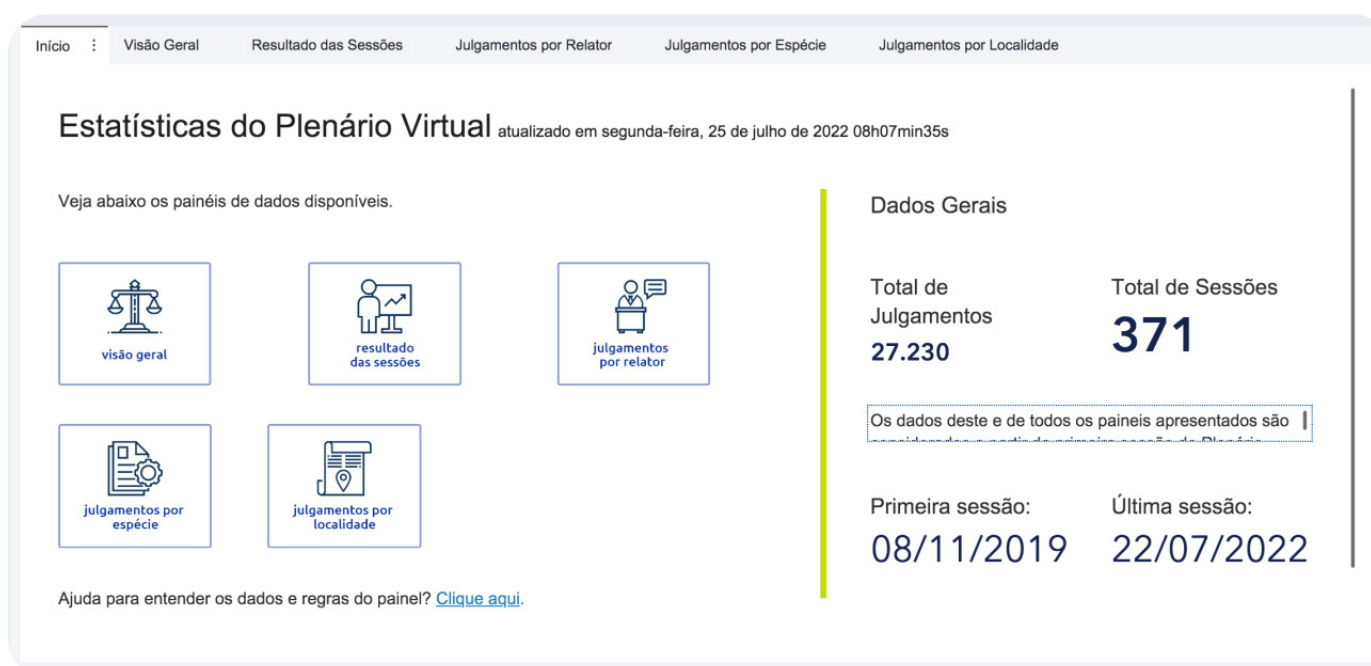 Início
Visão Geral
Resultado das Sessões
Julgamentos por Relator
Julgamentos por Espécie
Julgamentos por Localidade
Estatísticas do Plenário Virtual atualizado em segunda-feira, 25 de julho de 2022 08h07min35s
Veja abaixo os painéis de dados disponíveis.
visão geral
resultado
das sessões
julgamentos
por relator
julgamentos por
espécie
julgamentos por
localidade
Ajuda para entender os dados e regras do painel? Clique aqui.
Dados Gerais
Total de
Julgamentos
27.230
Total de Sessões
371
Os dados deste e de todos os paineis apresentados são
Primeira sessão:
08/11/2019
Última sessão:
22/07/2022